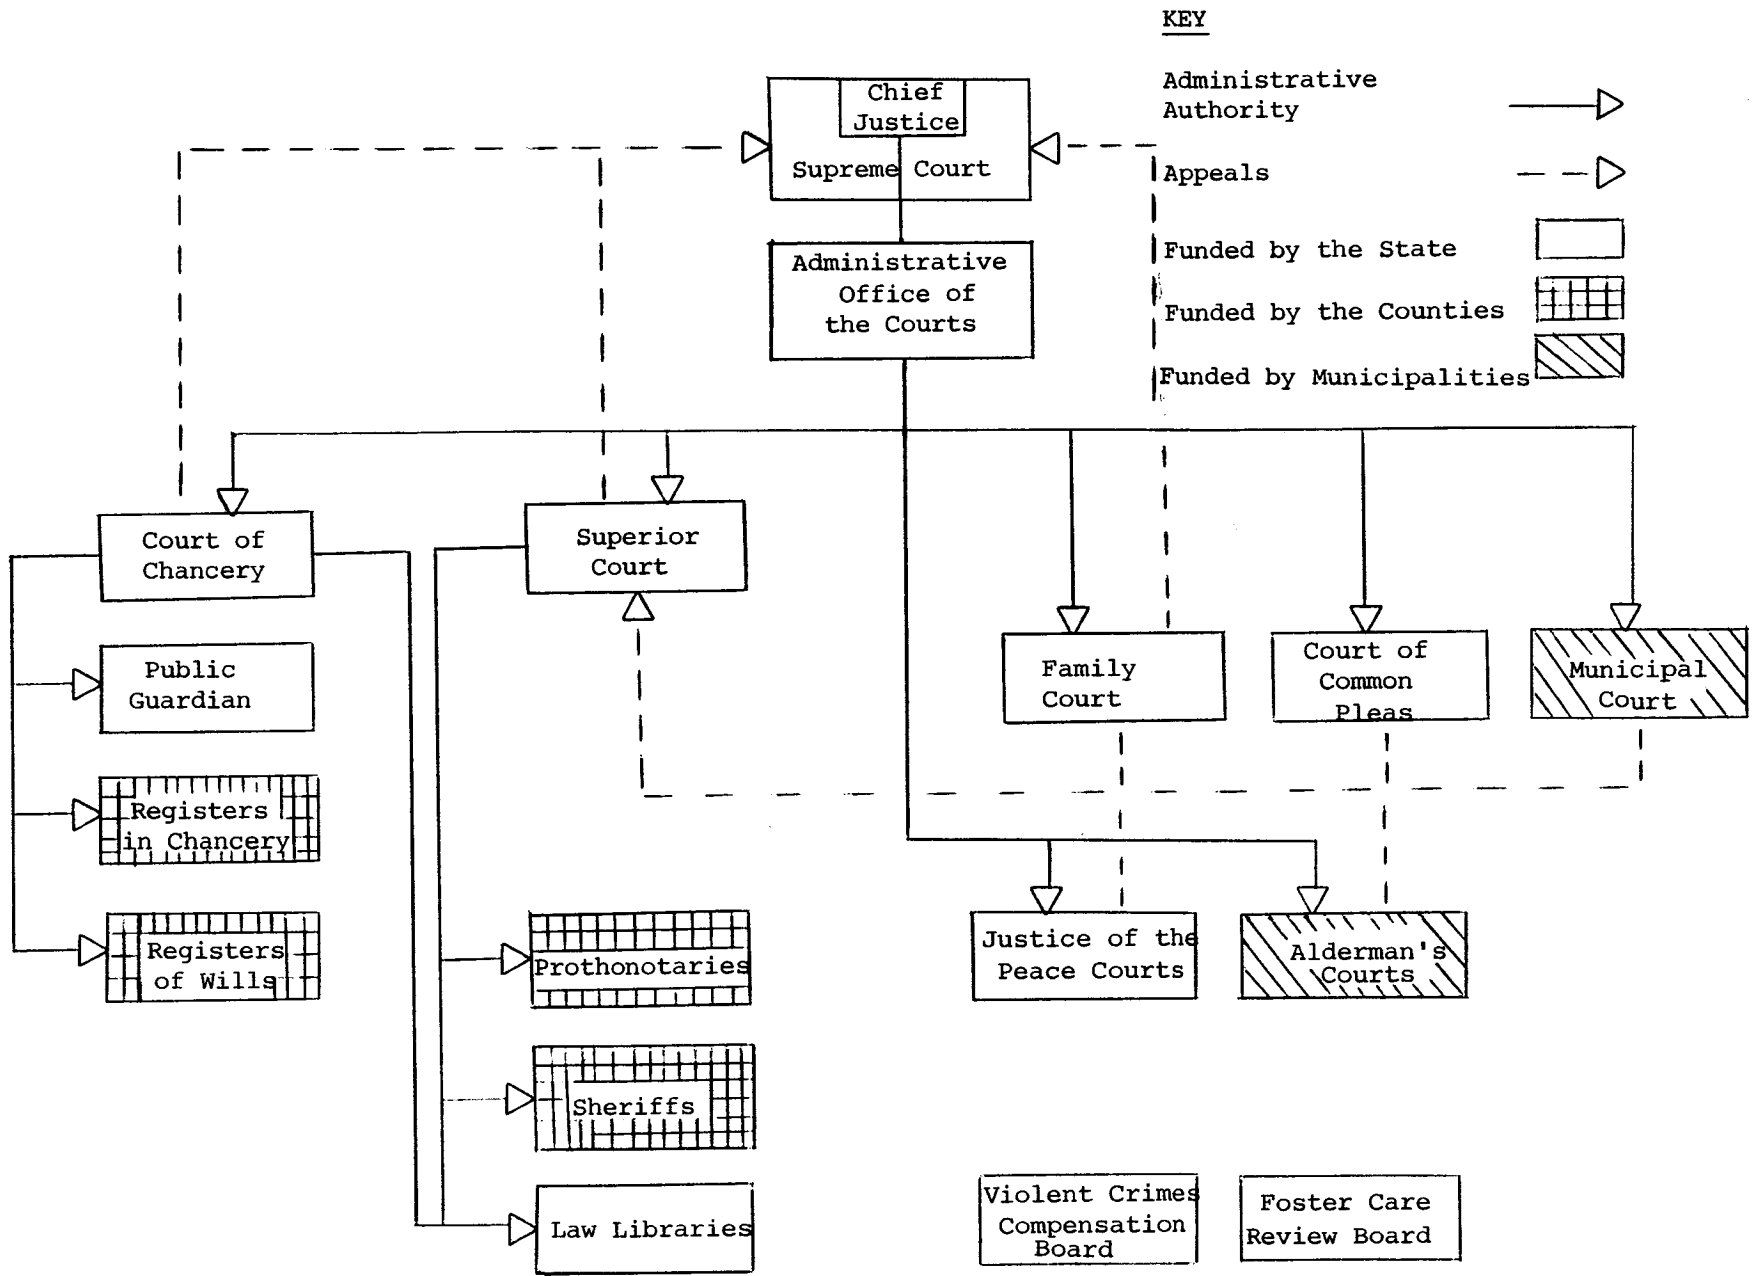 KEY
Administrative
Authority
Appeals
Funded by the State
Funded by the Counties
Funded by Municipalities
Chief
Justice
Supreme Court
Administrative
Office of
the Courts
Court of
Chancery
Superior
Court
Public
Guardian
Family
Court
Court of
Common
Pleas
Municipal
Court
Registers
in Chancery
Registers
of Wills
Prothonotaries
Justice of the
Peace Courts
Alderman's
Courts
Sheriffs
Law Libraries
Violent Crimes
Compensation
Board
Foster Care
Review Board